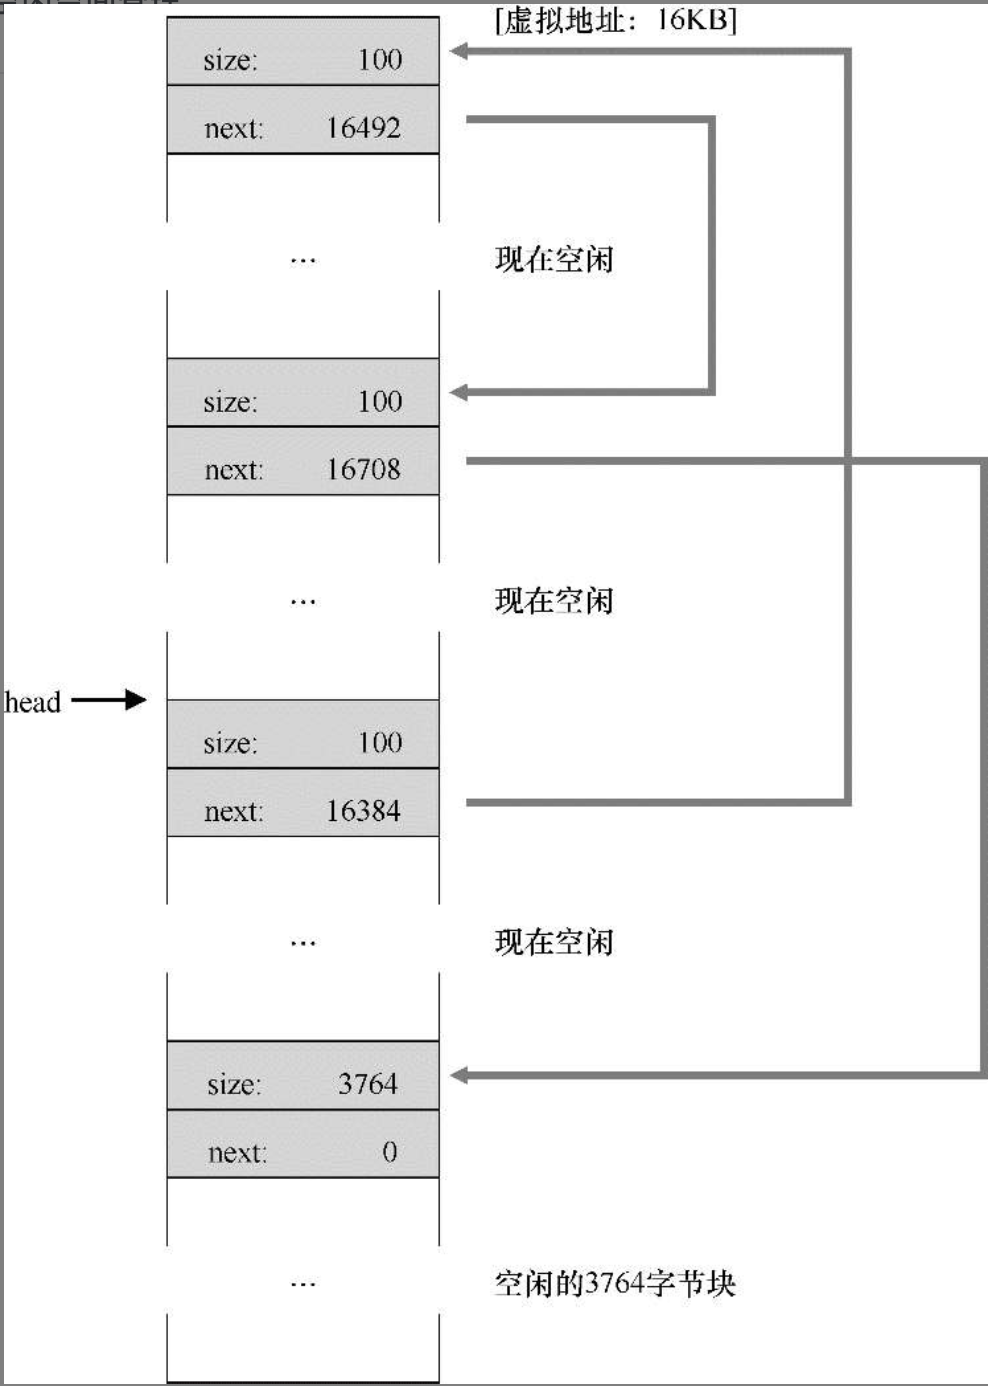 [虚拟地址：16KB]
size: 100
next: 16492
... 现在空闲
size: 100
next: 16708
... 现在空闲
head
size: 100
next: 16384
... 现在空闲
size: 3764
next: 0
... 空闲的3764字节块